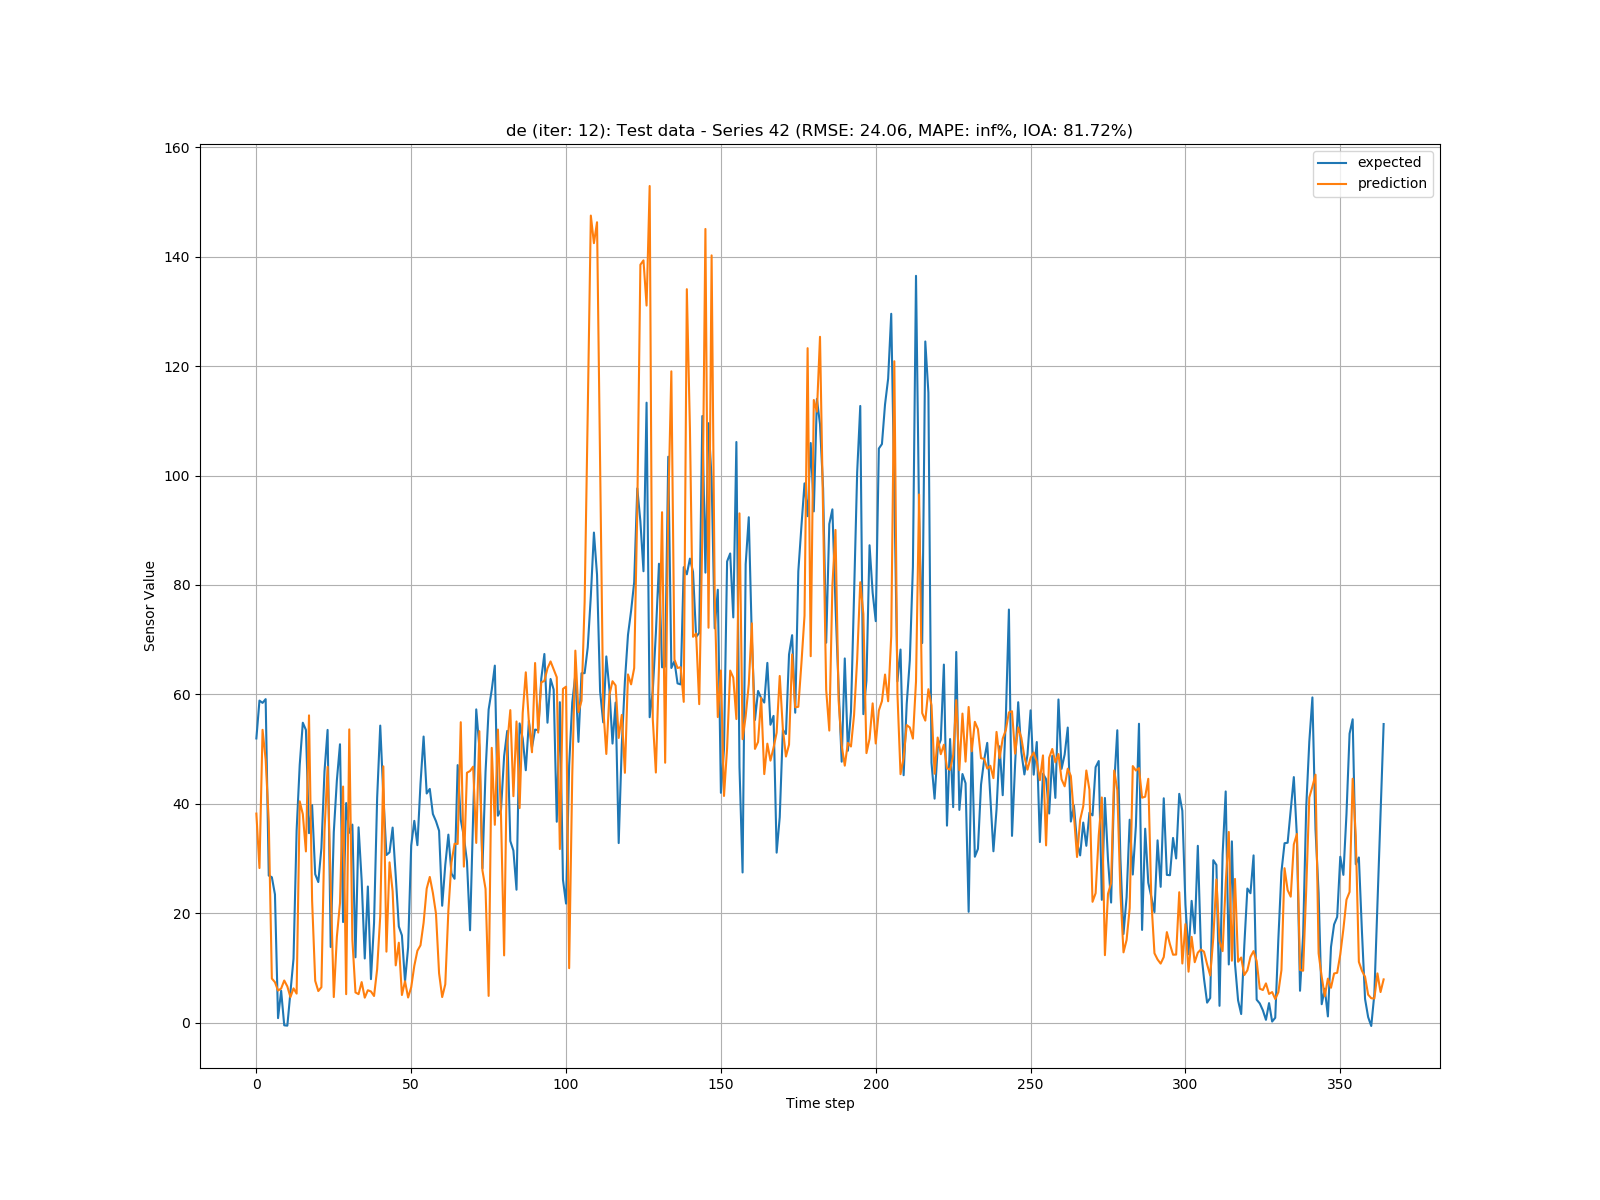 de (iter: 12): Test data - Series 42 (RMSE: 24.06, MAPE: inf%, IOA: 81.72%)
expected
prediction
160
140
120
100
80
60
40
20
0
Sensor Value
0 50 100 150 200 250 300 350
Time step